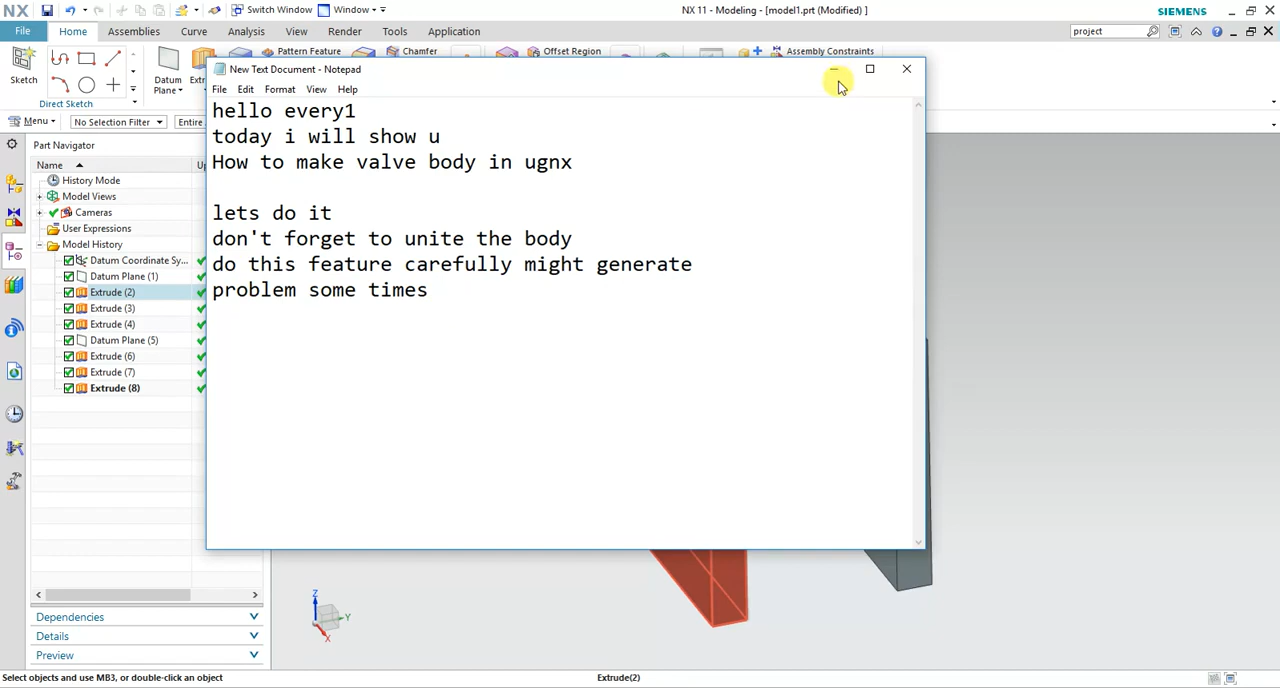 NX
Switch Window
Window
NX 11 - Modeling - [model1.prt (Modified) ]
SIEMENS
File
Home
Assemblies
Curve
Analysis
View
Render
Tools
Application
project
Sketch
Direct Sketch
Datum
Plane
Pattern Feature
Chamfer
Offset Region
Assembly Constraints
Menu
No Selection Filter
Entire
Part Navigator
Name
History Mode
Model Views
Cameras
User Expressions
Model History
Datum Coordinate Sy...
Datum Plane (1)
Extrude (2)
Extrude (3)
Extrude (4)
Datum Plane (5)
Extrude (6)
Extrude (7)
Extrude (8)
Dependencies
Details
Preview
New Text Document - Notepad
File
Edit
Format
View
Help
hello every1
today i will show u
How to make valve body in ugnx
lets do it
don't forget to unite the body
do this feature carefully might generate
problem some times
Z
Y
X
Select objects and use MB3, or double-click an object
Extrude(2)